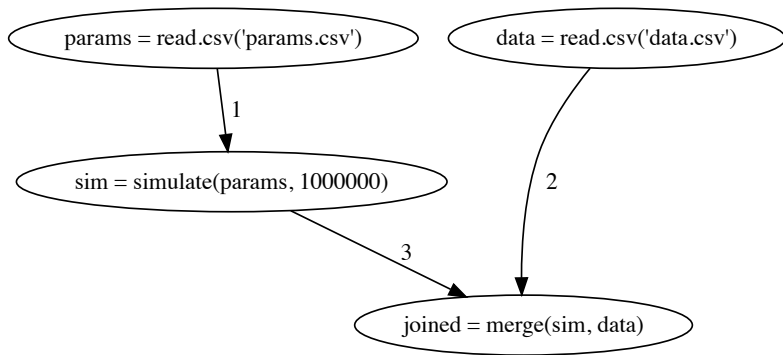 params = read.csv('params.csv')
data = read.csv('data.csv')
1
sim = simulate(params, 1000000)
2
3
joined = merge(sim, data)